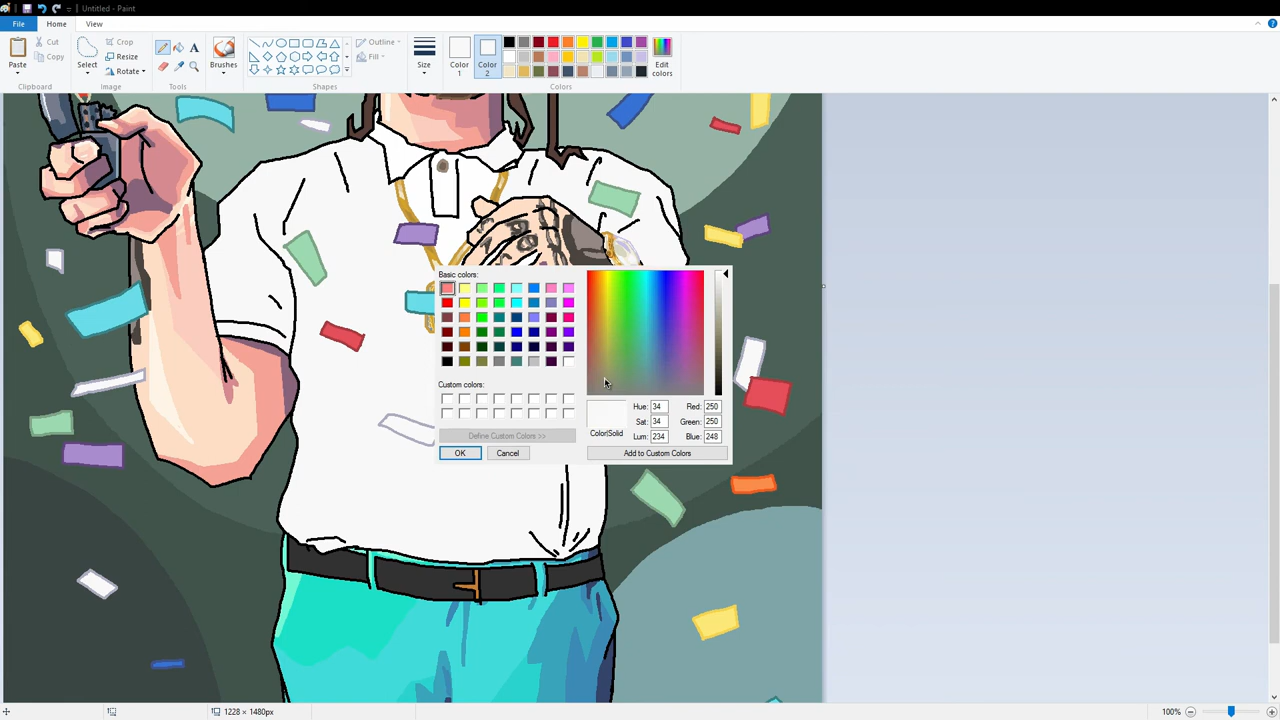 Untitled - Paint
File Home View
Paste
Cut
Copy
Clipboard
Select
Crop
Resize
Rotate
Image
A
Tools
Brushes
Outline
Fill
Shapes
Size
Color 1
Color 2
Edit colors
Colors
Basic colors:
Custom colors:
Define Custom Colors >>
OK Cancel
Color|Solid
Hue: 34 Red: 250
Sat: 34 Green: 250
Lum: 234 Blue: 248
Add to Custom Colors
1228 × 1480px
100%